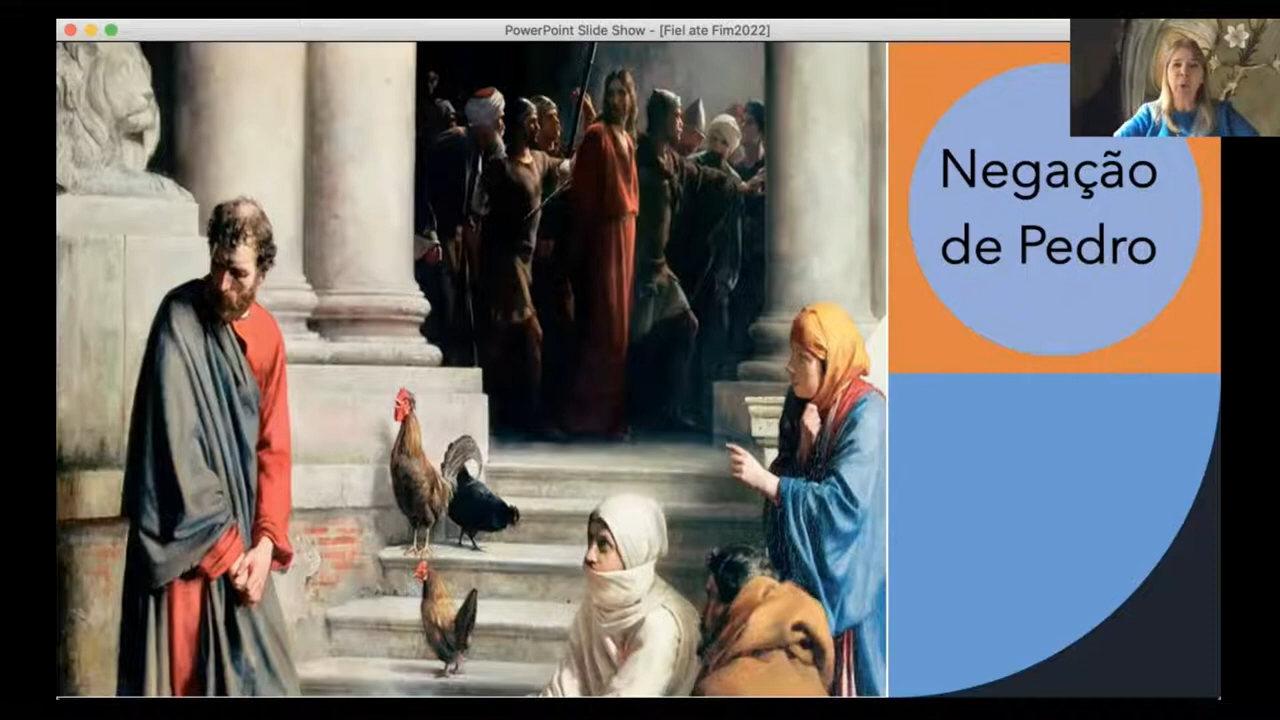 PowerPoint Slide Show - [Fiel ate Fim2022]
Negação
de Pedro